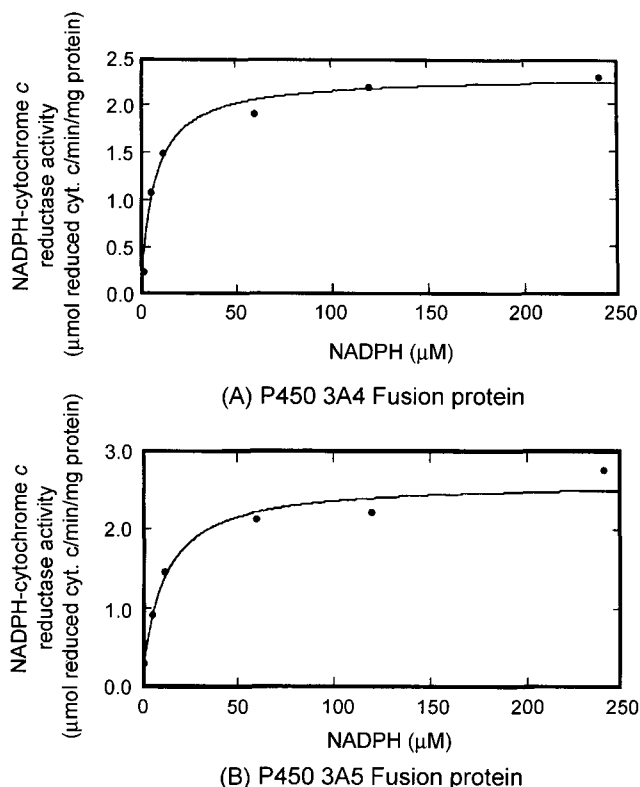 NADPH-cytochrome c
reductase activity
(µmol reduced cyt. c/min/mg protein)
2.5
2.0
1.5
1.0
0.5
0.0
0 50 100 150 200 250
NADPH (µM)
(A) P450 3A4 Fusion protein
NADPH-cytochrome c
reductase activity
(µmol reduced cyt. c/min/mg protein)
3.0
2.0
1.0
0.0
0 50 100 150 200 250
NADPH (µM)
(B) P450 3A5 Fusion protein